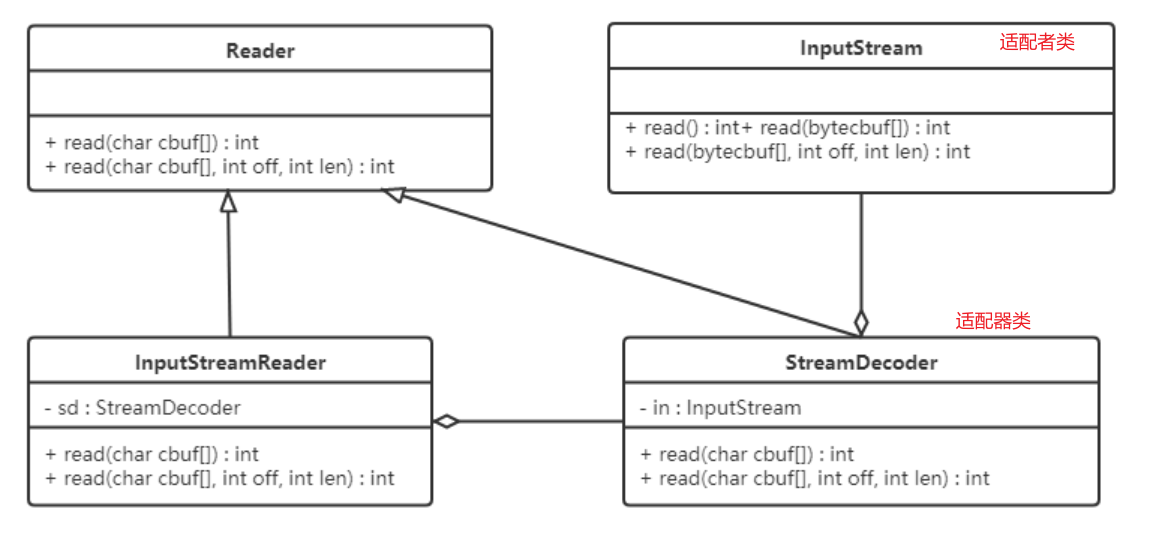 Reader
+ read(char cbuf[]) : int
+ read(char cbuf[], int off, int len) : int
InputStream
适配者类
+ read() : int+ read(bytecbuf[]) : int
+ read(bytecbuf[], int off, int len) : int
InputStreamReader
- sd : StreamDecoder
+ read(char cbuf[]) : int
+ read(char cbuf[], int off, int len) : int
适配器类
StreamDecoder
- in : InputStream
+ read(char cbuf[]) : int
+ read(char cbuf[], int off, int len) : int